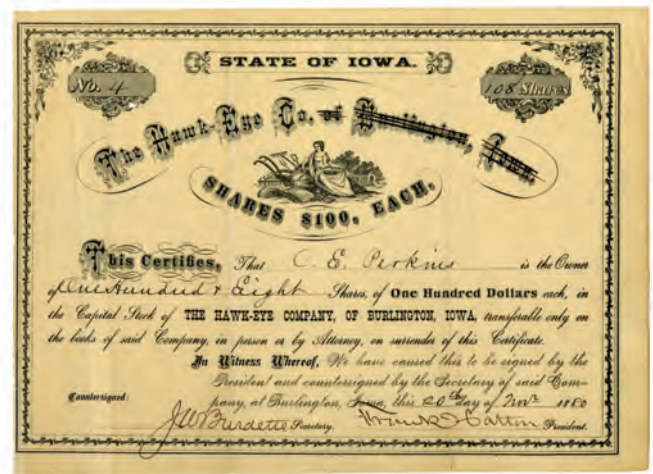 STATE OF IOWA.
No. 4
108 Shares
The Hawk-Eye Co. of Burlington, Iowa.
SHARES $100, EACH,
This Certifies, That C. E. Perkins is the Owner
of One Hundred & Eight Shares, of One Hundred Dollars each, in
the Capital Stock of THE HAWK-EYE COMPANY, OF BURLINGTON, IOWA, transferable only on
the books of said Company, in person or by Attorney, on surrender of this Certificate.
In Witness Whereof, We have caused this to be signed by the
President and countersigned by the Secretary of said Com-
pany, at Burlington, Iowa, this 20th day of Novr 1880
Countersigned:
J W Burdette Secretary. Frank Hatton President.